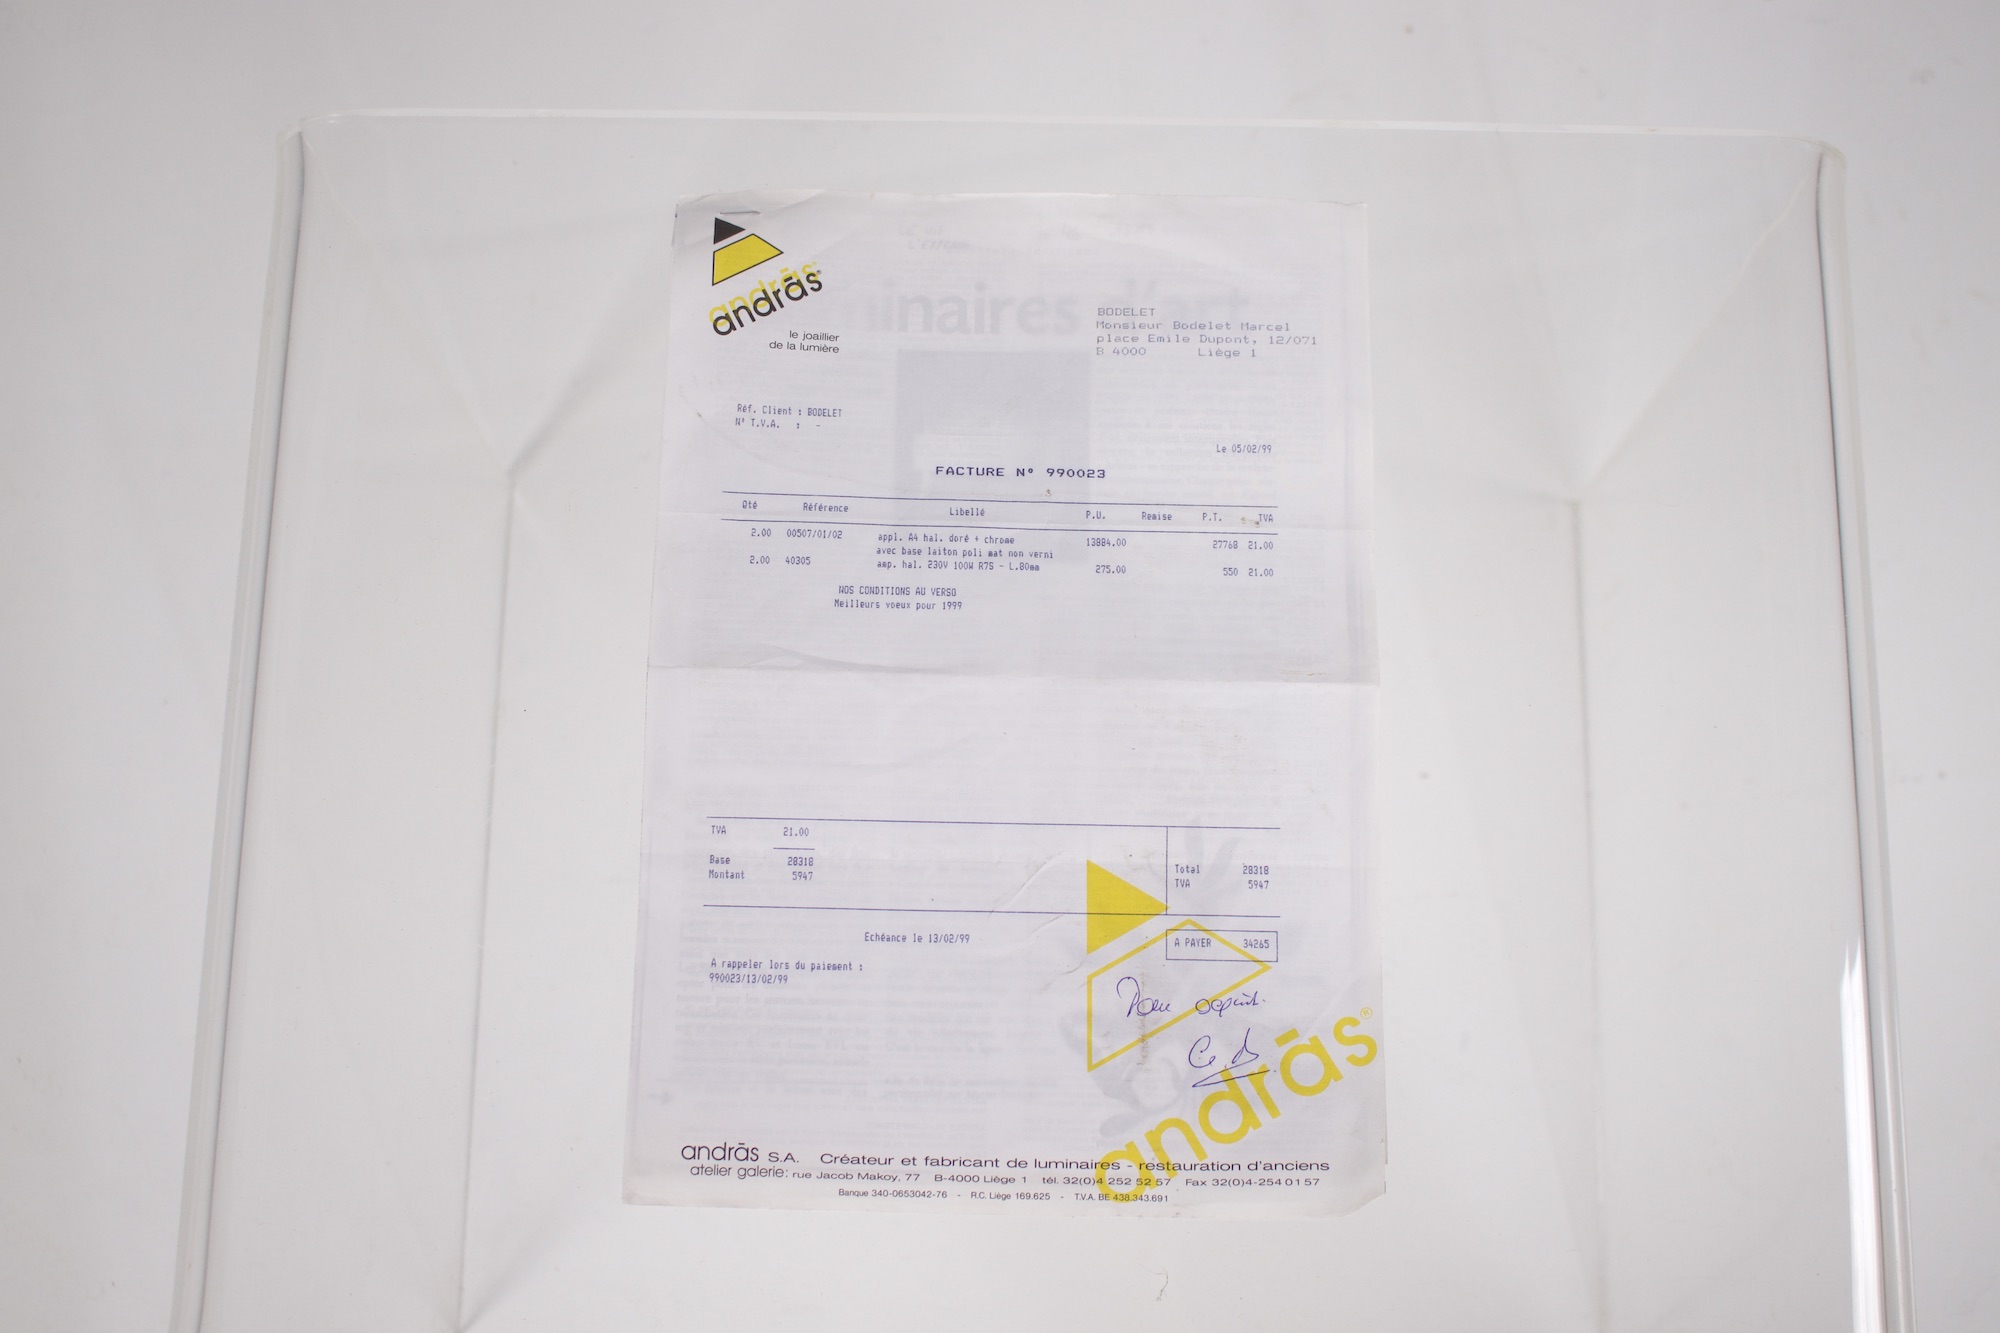 andrās®
le joaillier
de la lumière
BODELET
Monsieur Bodelet Marcel
place Emile Dupont, 12/071
B 4000 Liège 1
Réf. Client : BODELET
N° T.V.A. : -
Le 05/02/99
FACTURE N° 990023
Qté Référence Libellé P.U. Remise P.T. TVA
2.00 00507/01/02 appl. A4 hal. doré + chrome 13884.00 27768 21.00
avec base laiton poli mat non verni
2.00 40305 amp. hal. 230V 100W R7S - L.80mm 275.00 550 21.00
NOS CONDITIONS AU VERSO
Meilleurs voeux pour 1999
TVA 21.00
Base 28318
Montant 5947
Total 28318
TVA 5947
Echéance le 13/02/99
A PAYER 34265
A rappeler lors du paiement :
990023/13/02/99
Pour acquit.
andrās®
andrās S.A. Créateur et fabricant de luminaires - restauration d'anciens
atelier galerie: rue Jacob Makoy, 77 B-4000 Liège 1 tél. 32(0)4 252 52 57 Fax 32(0)4-254 01 57
Banque 340-0653042-76 - R.C. Liège 169.625 - T.V.A. BE 438.343.691